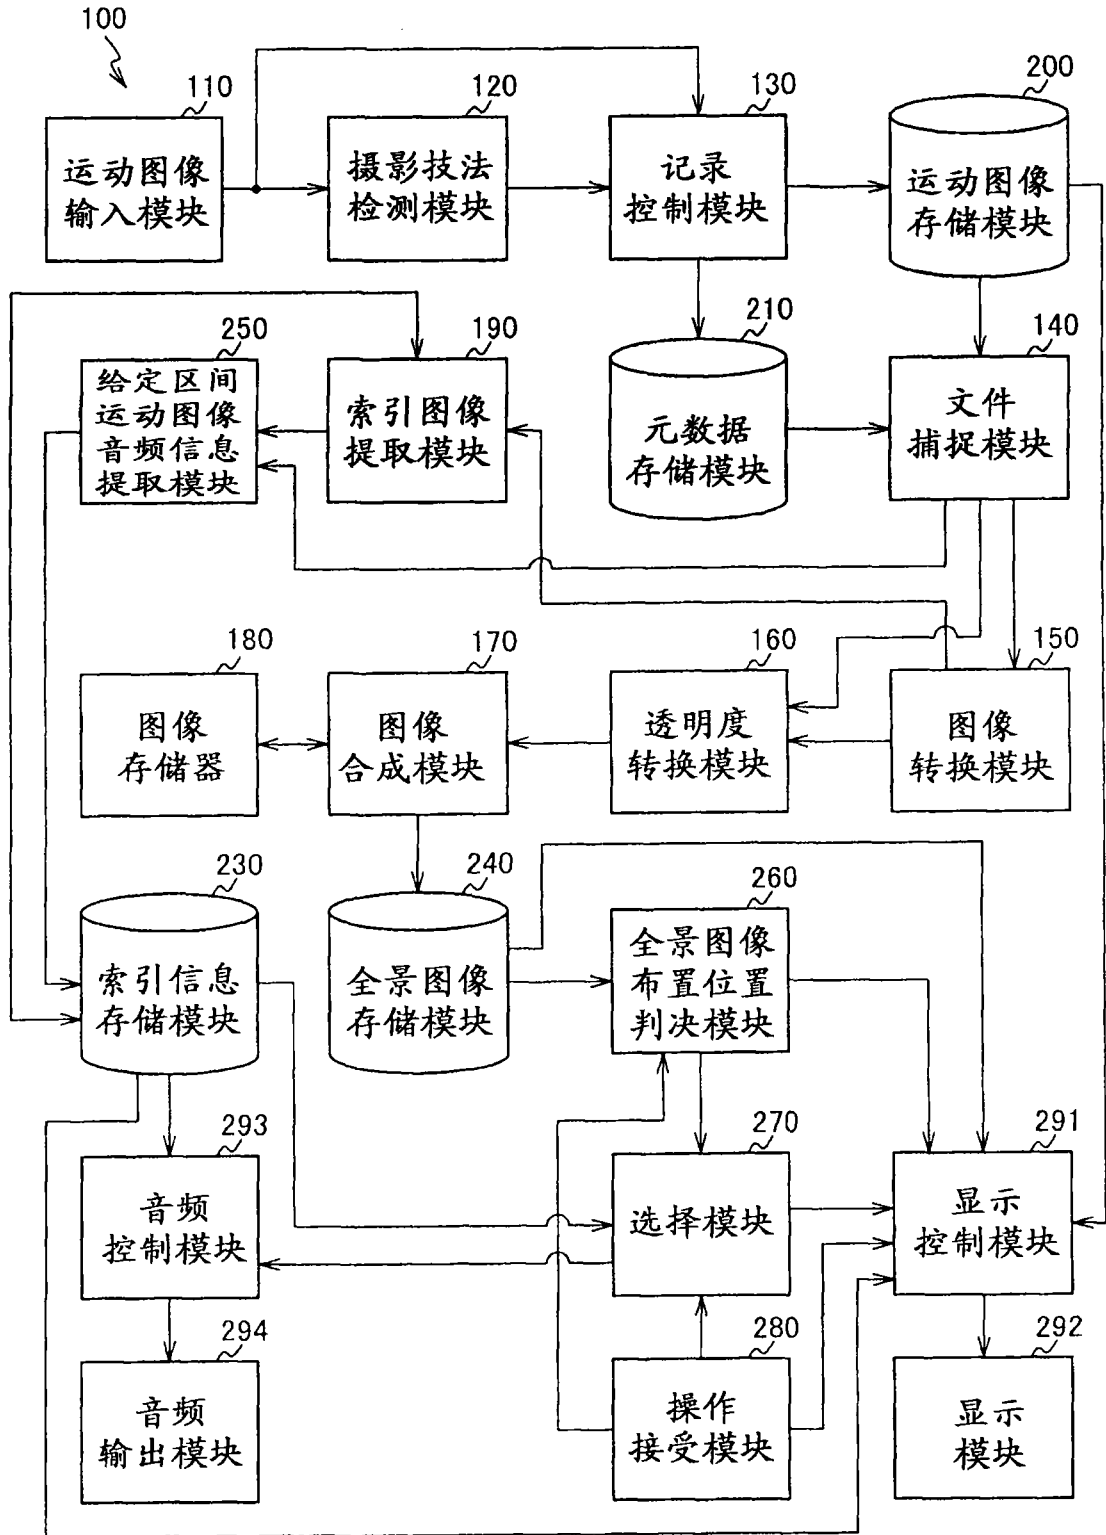 100
110
运动图像
输入模块
120
摄影技法
检测模块
130
记录
控制模块
200
运动图像
存储模块
250
给定区间
运动图像
音频信息
提取模块
190
索引图像
提取模块
210
元数据
存储模块
140
文件
捕捉模块
180
图像
存储器
170
图像
合成模块
160
透明度
转换模块
150
图像
转换模块
230
索引信息
存储模块
240
全景图像
存储模块
260
全景图像
布置位置
判决模块
293
音频
控制模块
270
选择模块
291
显示
控制模块
294
音频
输出模块
280
操作
接受模块
292
显示
模块